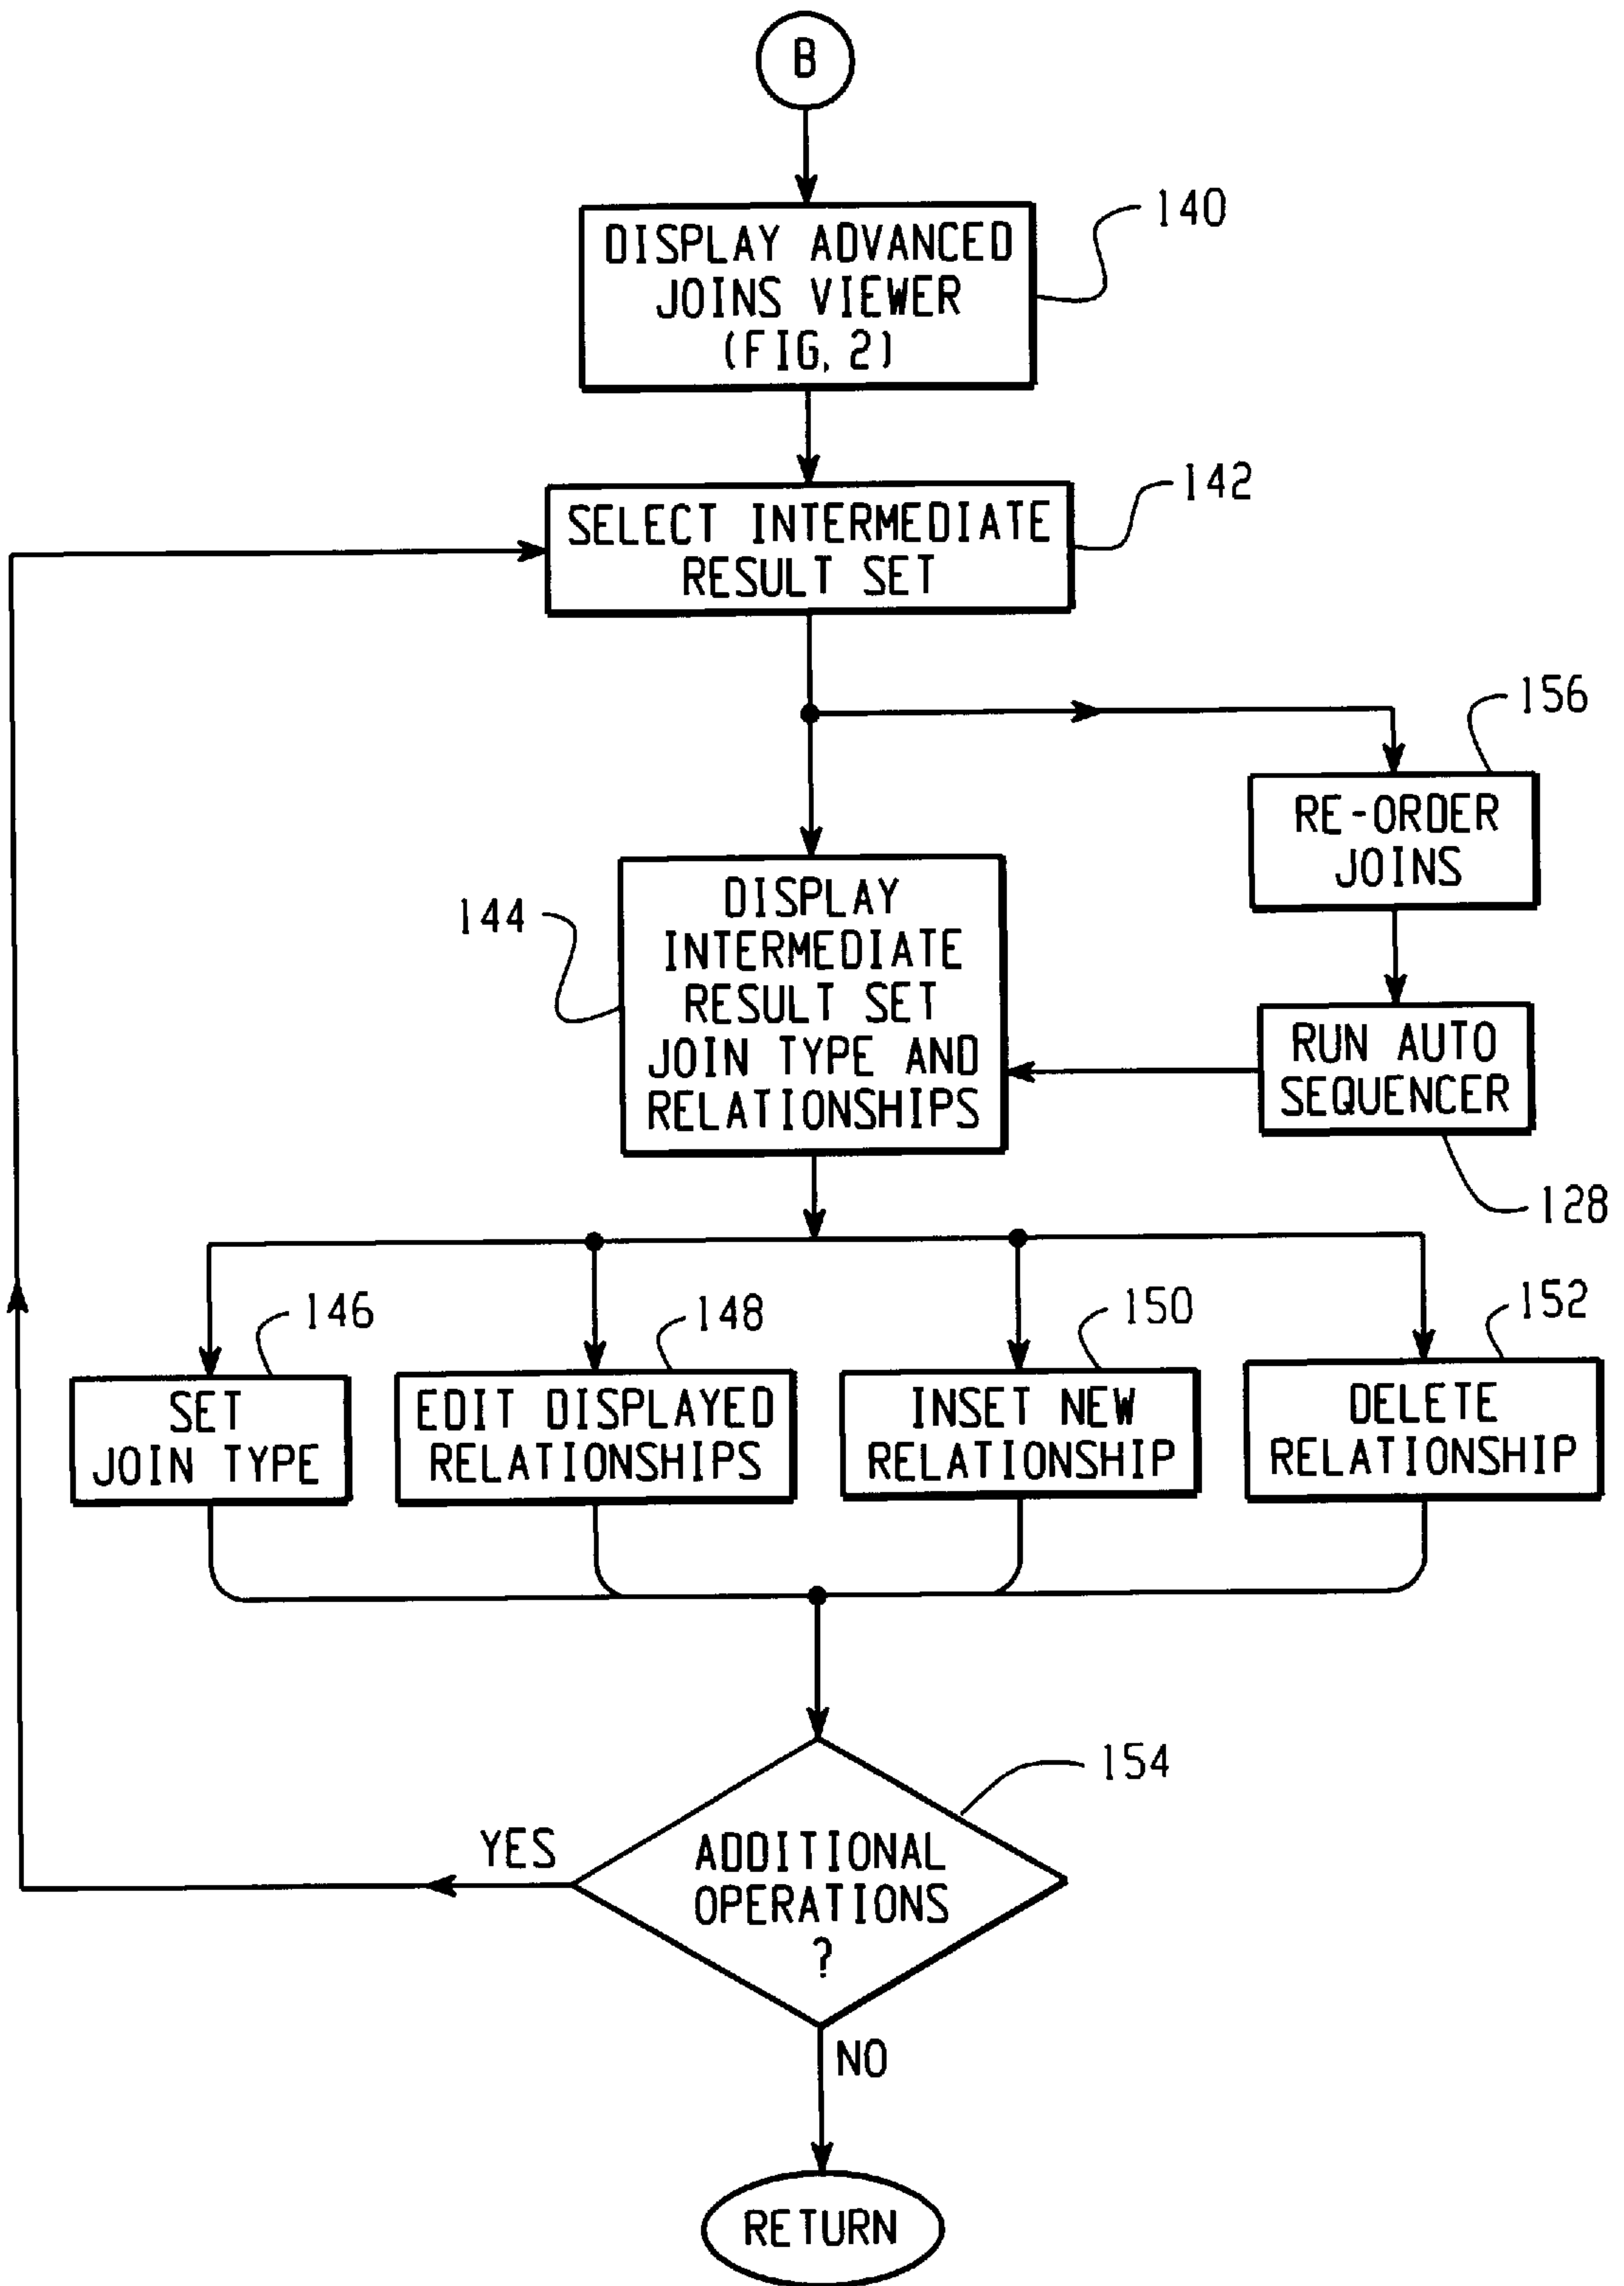 B
140
DISPLAY ADVANCED
JOINS VIEWER
(FIG. 2)
142
SELECT INTERMEDIATE
RESULT SET
156
RE-ORDER
JOINS
144
DISPLAY
INTERMEDIATE
RESULT SET
JOIN TYPE AND
RELATIONSHIPS
RUN AUTO
SEQUENCER
128
146
148
150
152
SET
JOIN TYPE
EDIT DISPLAYED
RELATIONSHIPS
INSET NEW
RELATIONSHIP
DELETE
RELATIONSHIP
154
YES
ADDITIONAL
OPERATIONS
?
NO
RETURN